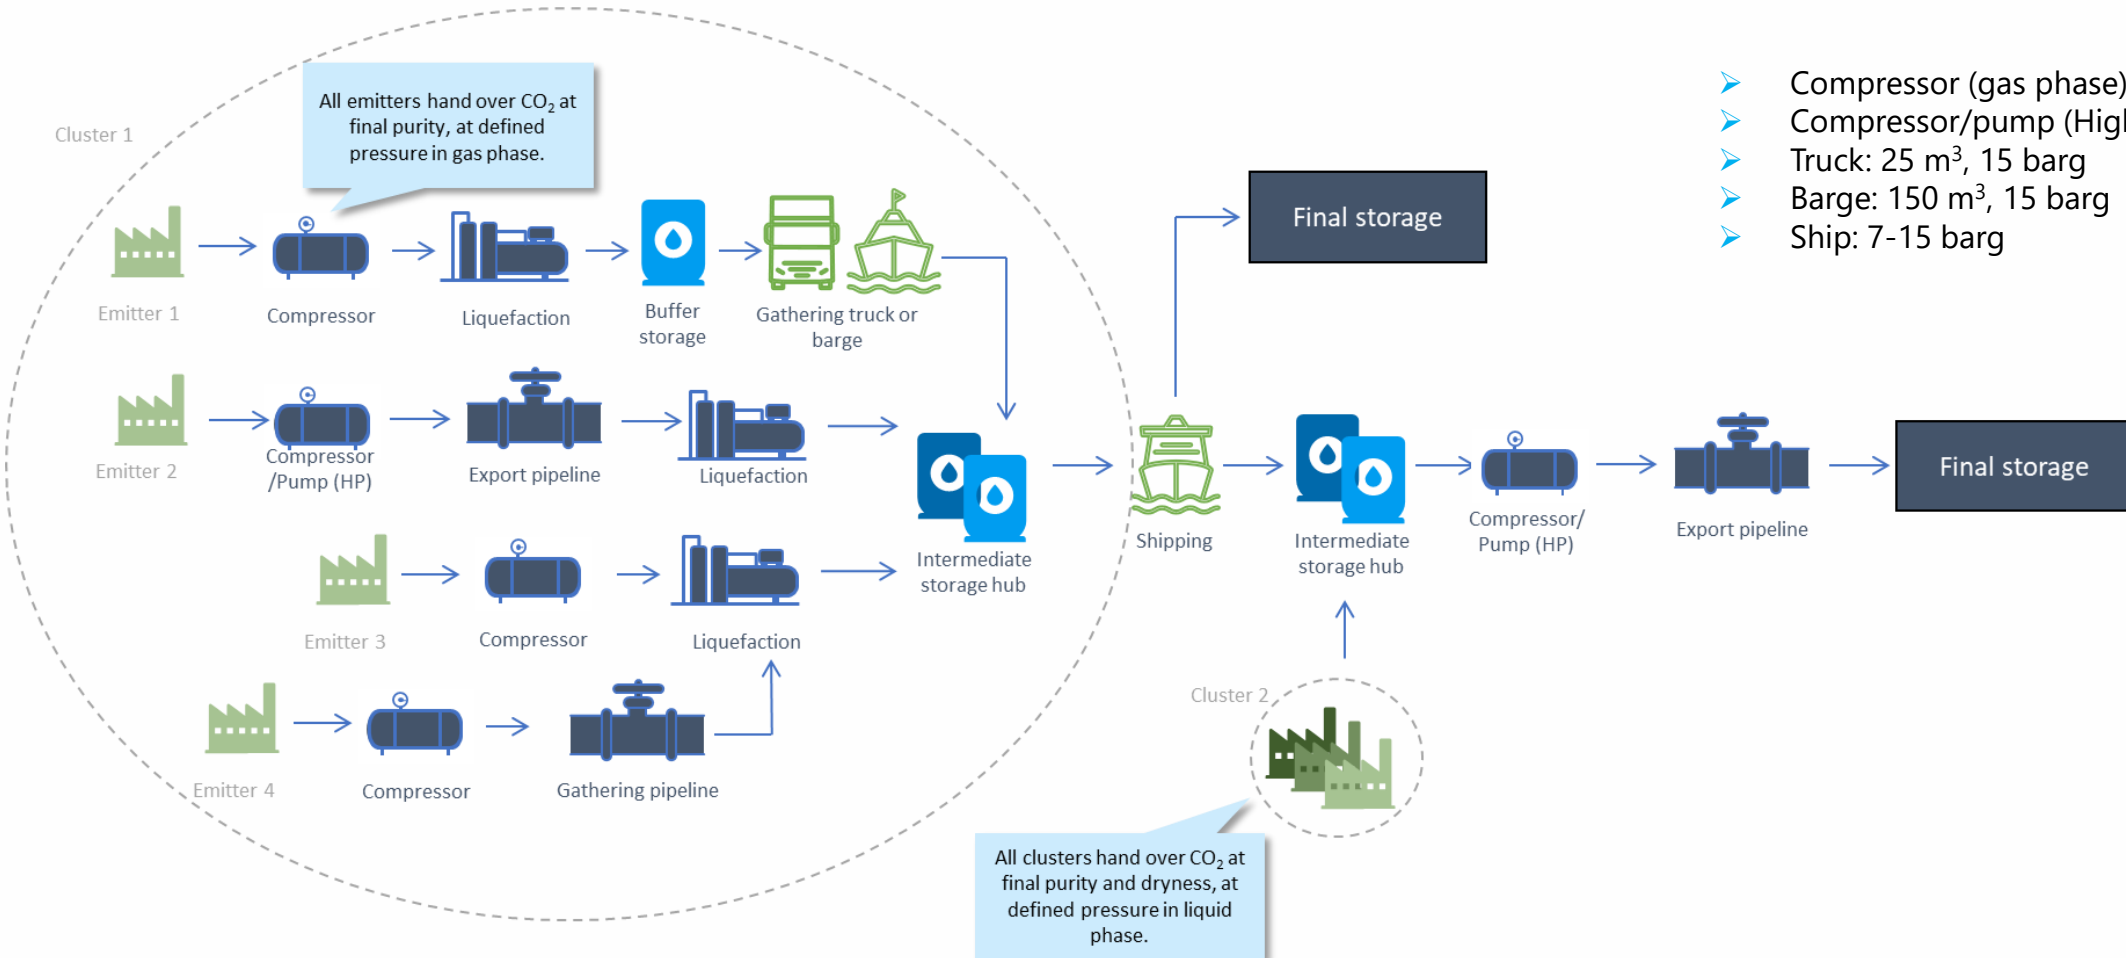 Cluster 1
All emitters hand over CO2 at
final purity, at defined
pressure in gas phase.
Emitter 1
Compressor
Liquefaction
Buffer
storage
Gathering truck or
barge
Emitter 2
Compressor
/Pump (HP)
Export pipeline
Liquefaction
Emitter 3
Compressor
Liquefaction
Intermediate
storage hub
Emitter 4
Compressor
Gathering pipeline
Shipping
Final storage
Intermediate
storage hub
Compressor/
Pump (HP)
Export pipeline
Final storage
Cluster 2
All clusters hand over CO2 at
final purity and dryness, at
defined pressure in liquid
phase.
➤ Compressor (gas phase)
➤ Compressor/pump (High
➤ Truck: 25 m³, 15 barg
➤ Barge: 150 m³, 15 barg
➤ Ship: 7-15 barg